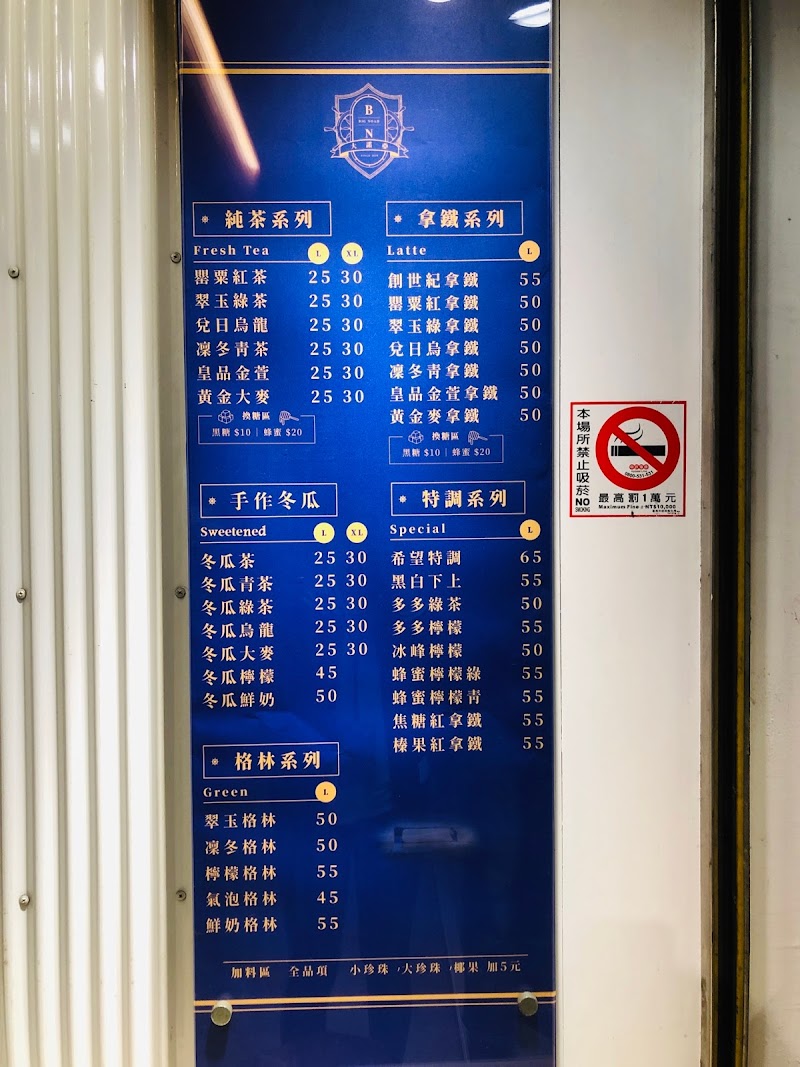 B
N
大諾
純茶系列
Fresh Tea L XL
罌粟紅茶 25 30
翠玉綠茶 25 30
兌日烏龍 25 30
凜冬青茶 25 30
皇品金萱 25 30
黃金大麥 25 30
換糖區
黑糖 $10 | 蜂蜜 $20
手作冬瓜
Sweetened L XL
冬瓜茶 25 30
冬瓜青茶 25 30
冬瓜綠茶 25 30
冬瓜烏龍 25 30
冬瓜大麥 25 30
冬瓜檸檬 45
冬瓜鮮奶 50
格林系列
Green L
翠玉格林 50
凜冬格林 50
檸檬格林 55
氣泡格林 45
鮮奶格林 55
拿鐵系列
Latte L
創世紀拿鐵 55
罌粟紅拿鐵 50
翠玉綠拿鐵 50
兌日烏拿鐵 50
凜冬青拿鐵 50
皇品金萱拿鐵 50
黃金麥拿鐵 50
換糖區
黑糖 $10 | 蜂蜜 $20
特調系列
Special L
希望特調 65
黑白下上 55
多多綠茶 50
多多檸檬 55
冰峰檸檬 50
蜂蜜檸檬綠 55
蜂蜜檸檬青 55
焦糖紅拿鐵 55
榛果紅拿鐵 55
加料區 全品項 小珍珠，大珍珠，椰果 加5元
本場所禁止吸菸
NO SMOKING
0800-531-531
最高罰1萬元
Maximum Fine：NT$10,000